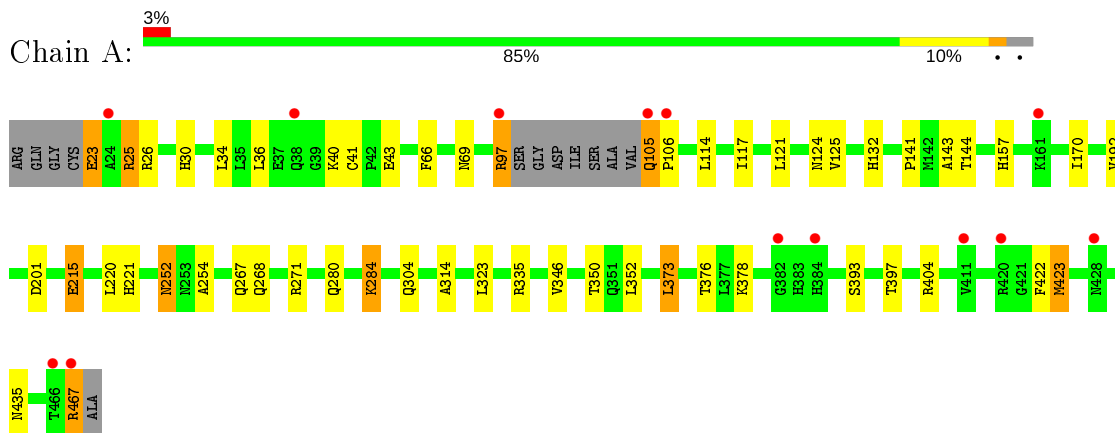 3%
Chain A:
85% 10% • •
ARG GLN GLY CYS E23 A24 R25 R26 H30 L34 L35 L36 E37 Q38 G39 K40 C41 P42 E43 F66 N69 R97 SER GLY ASP ILE SER ALA VAL Q105 P106 L114 I117 L121 N124 V125 H132 P141 M142 A143 T144 H157 K161 I170
D201 E215 L220 H221 N252 N253 A254 Q267 Q268 R271 Q280 K284 Q304 A314 L323 R335 V346 T350 Q351 L352 L373 T376 L377 K378 G382 H383 H384 S393 T397 R404 V411 R420 G421 F422 M423 N428
N435 T466 R467 ALA